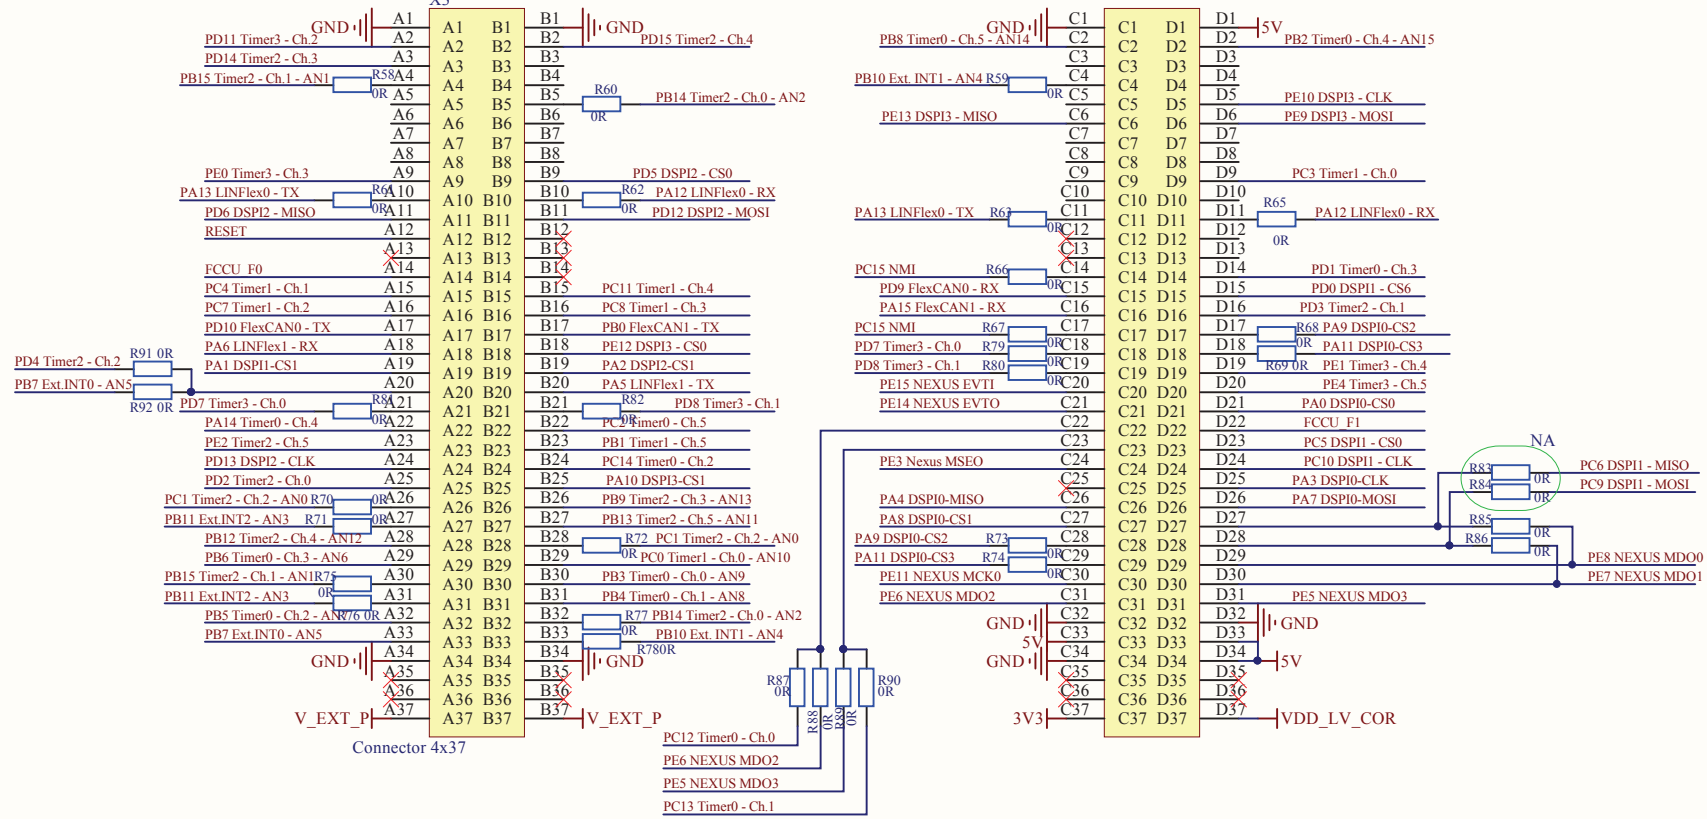 X3
A1 GND A1 B1 B1 GND
PD11 Timer3 - Ch.2 A2 A2 B2 B2 PD15 Timer2 - Ch.4
PD14 Timer2 - Ch.3 A3 A3 B3 B3
PB15 Timer2 - Ch.1 - AN1 R58 0R A4 A4 B4 B4
A5 A5 B5 B5 R60 0R PB14 Timer2 - Ch.0 - AN2
A6 A6 B6 B6
A7 A7 B7 B7
A8 A8 B8 B8
PE0 Timer3 - Ch.3 A9 A9 B9 B9 PD5 DSPI2 - CS0
PA13 LINFlex0 - TX R61 0R A10 A10 B10 B10 R62 0R PA12 LINFlex0 - RX
PD6 DSPI2 - MISO A11 A11 B11 B11 PD12 DSPI2 - MOSI
RESET A12 A12 B12 B12
A13 A13 B13 B13
FCCU_F0 A14 A14 B14 B14
PC4 Timer1 - Ch.1 A15 A15 B15 B15 PC11 Timer1 - Ch.4
PC7 Timer1 - Ch.2 A16 A16 B16 B16 PC8 Timer1 - Ch.3
PD10 FlexCAN0 - TX A17 A17 B17 B17 PB0 FlexCAN1 - TX
PA6 LINFlex1 - RX A18 A18 B18 B18 PE12 DSPI3 - CS0
PD4 Timer2 - Ch.2 R91 0R
PA1 DSPI1-CS1 A19 A19 B19 B19 PA2 DSPI2-CS1
PB7 Ext.INT0 - AN5 R92 0R A20 A20 B20 B20 PA5 LINFlex1 - TX
PD7 Timer3 - Ch.0 R81 0R A21 A21 B21 B21 R82 0R PD8 Timer3 - Ch.1
PA14 Timer0 - Ch.4 A22 A22 B22 B22 PC2 Timer0 - Ch.5
PE2 Timer2 - Ch.5 A23 A23 B23 B23 PB1 Timer1 - Ch.5
PD13 DSPI2 - CLK A24 A24 B24 B24 PC14 Timer0 - Ch.2
PD2 Timer2 - Ch.0 A25 A25 B25 B25 PA10 DSPI3-CS1
PC1 Timer2 - Ch.2 - AN0 R70 0R A26 A26 B26 B26 PB9 Timer2 - Ch.3 - AN13
PB11 Ext.INT2 - AN3 R71 0R A27 A27 B27 B27 PB13 Timer2 - Ch.5 - AN11
PB12 Timer2 - Ch.4 - AN12 A28 A28 B28 B28 R72 0R PC1 Timer2 - Ch.2 - AN0
PB6 Timer0 - Ch.3 - AN6 A29 A29 B29 B29 PC0 Timer1 - Ch.0 - AN10
PB15 Timer2 - Ch.1 - AN1 R75 0R A30 A30 B30 B30 PB3 Timer0 - Ch.0 - AN9
PB11 Ext.INT2 - AN3 R76 0R A31 A31 B31 B31 PB4 Timer0 - Ch.1 - AN8
PB5 Timer0 - Ch.2 - AN7 A32 A32 B32 B32 R77 0R PB14 Timer2 - Ch.0 - AN2
PB7 Ext.INT0 - AN5 A33 A33 B33 B33 R78 0R PB10 Ext. INT1 - AN4
GND A34 A34 B34 B34 GND
A35 A35 B35 B35
A36 A36 B36 B36
V_EXT_P A37 A37 B37 B37 V_EXT_P
Connector 4x37
GND C1 C1 D1 D1 5V
PB8 Timer0 - Ch.5 - AN14 C2 C2 D2 D2 PB2 Timer0 - Ch.4 - AN15
C3 C3 D3 D3
PB10 Ext. INT1 - AN4 R59 0R C4 C4 D4 D4
C5 C5 D5 D5 PE10 DSPI3 - CLK
PE13 DSPI3 - MISO C6 C6 D6 D6 PE9 DSPI3 - MOSI
C7 C7 D7 D7
C8 C8 D8 D8
C9 C9 D9 D9 PC3 Timer1 - Ch.0
C10 C10 D10 D10
PA13 LINFlex0 - TX R63 0R C11 C11 D11 D11 R65 0R PA12 LINFlex0 - RX
C12 C12 D12 D12
C13 C13 D13 D13
PC15 NMI R66 0R C14 C14 D14 D14 PD1 Timer0 - Ch.3
PD9 FlexCAN0 - RX C15 C15 D15 D15 PD0 DSPI1 - CS6
PA15 FlexCAN1 - RX C16 C16 D16 D16 PD3 Timer2 - Ch.1
PC15 NMI R67 0R C17 C17 D17 D17 R68 0R PA9 DSPI0-CS2
PD7 Timer3 - Ch.0 R79 0R C18 C18 D18 D18 R69 0R PA11 DSPI0-CS3
PD8 Timer3 - Ch.1 R80 0R C19 C19 D19 D19 PE1 Timer3 - Ch.4
PE15 NEXUS EVTI C20 C20 D20 D20 PE4 Timer3 - Ch.5
PE14 NEXUS EVTO C21 C21 D21 D21 PA0 DSPI0-CS0
C22 C22 D22 D22 FCCU_F1
C23 C23 D23 D23 PC5 DSPI1 - CS0
NA
PE3 Nexus MSEO C24 C24 D24 D24 PC10 DSPI1 - CLK
R83 0R PC6 DSPI1 - MISO
C25 C25 D25 D25 PA3 DSPI0-CLK
R84 0R PC9 DSPI1 - MOSI
PA4 DSPI0-MISO C26 C26 D26 D26 PA7 DSPI0-MOSI
PA8 DSPI0-CS1 C27 C27 D27 D27 R85 0R
PA9 DSPI0-CS2 R73 0R C28 C28 D28 D28 R86 0R
PA11 DSPI0-CS3 R74 0R C29 C29 D29 D29 PE8 NEXUS MDO0
PE11 NEXUS MCK0 C30 C30 D30 D30 PE7 NEXUS MDO1
PE6 NEXUS MDO2 C31 C31 D31 D31 PE5 NEXUS MDO3
GND C32 C32 D32 D32 GND
5V C33 C33 D33 D33
GND C34 C34 D34 D34 5V
C35 C35 D35 D35
C36 C36 D36 D36
3V3 C37 C37 D37 D37 VDD_LV_COR
R87 0R R88 0R R89 0R R90 0R
PC12 Timer0 - Ch.0
PE6 NEXUS MDO2
PE5 NEXUS MDO3
PC13 Timer0 - Ch.1